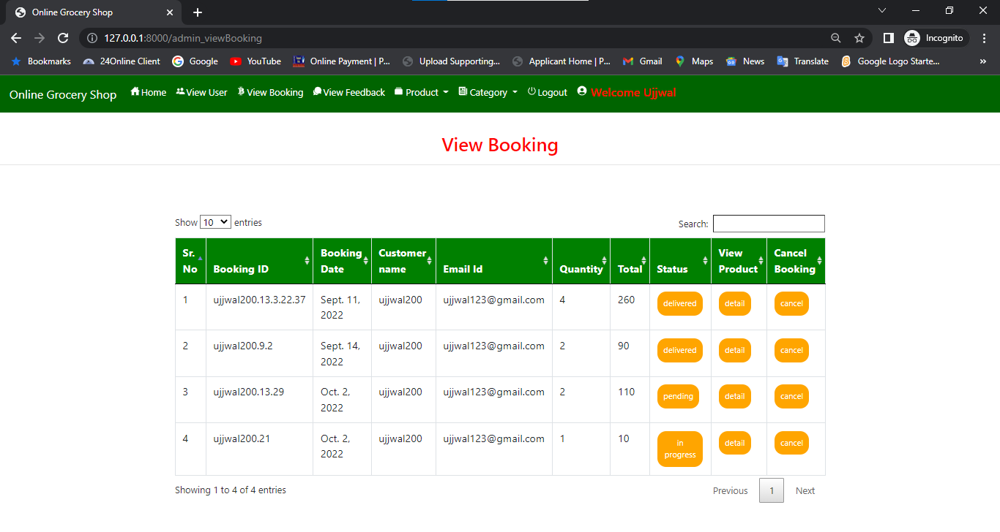 Online Grocery Shop
127.0.0.1:8000/admin_viewBooking
Incognito
Bookmarks 24Online Client Google YouTube Online Payment | P... Upload Supporting... Applicant Home | P... Gmail Maps News Translate Google Logo Starte... »
Online Grocery Shop Home View User View Booking View Feedback Product Category Logout Welcome Ujjwal
View Booking
Show 10 entries Search:
Sr. No Booking ID Booking Date Customer name Email Id Quantity Total Status View Product Cancel Booking
1 ujjwal200.13.3.22.37 Sept. 11, 2022 ujjwal200 ujjwal123@gmail.com 4 260 delivered detail cancel
2 ujjwal200.9.2 Sept. 14, 2022 ujjwal200 ujjwal123@gmail.com 2 90 delivered detail cancel
3 ujjwal200.13.29 Oct. 2, 2022 ujjwal200 ujjwal123@gmail.com 2 110 pending detail cancel
4 ujjwal200.21 Oct. 2, 2022 ujjwal200 ujjwal123@gmail.com 1 10 in progress detail cancel
Showing 1 to 4 of 4 entries Previous 1 Next